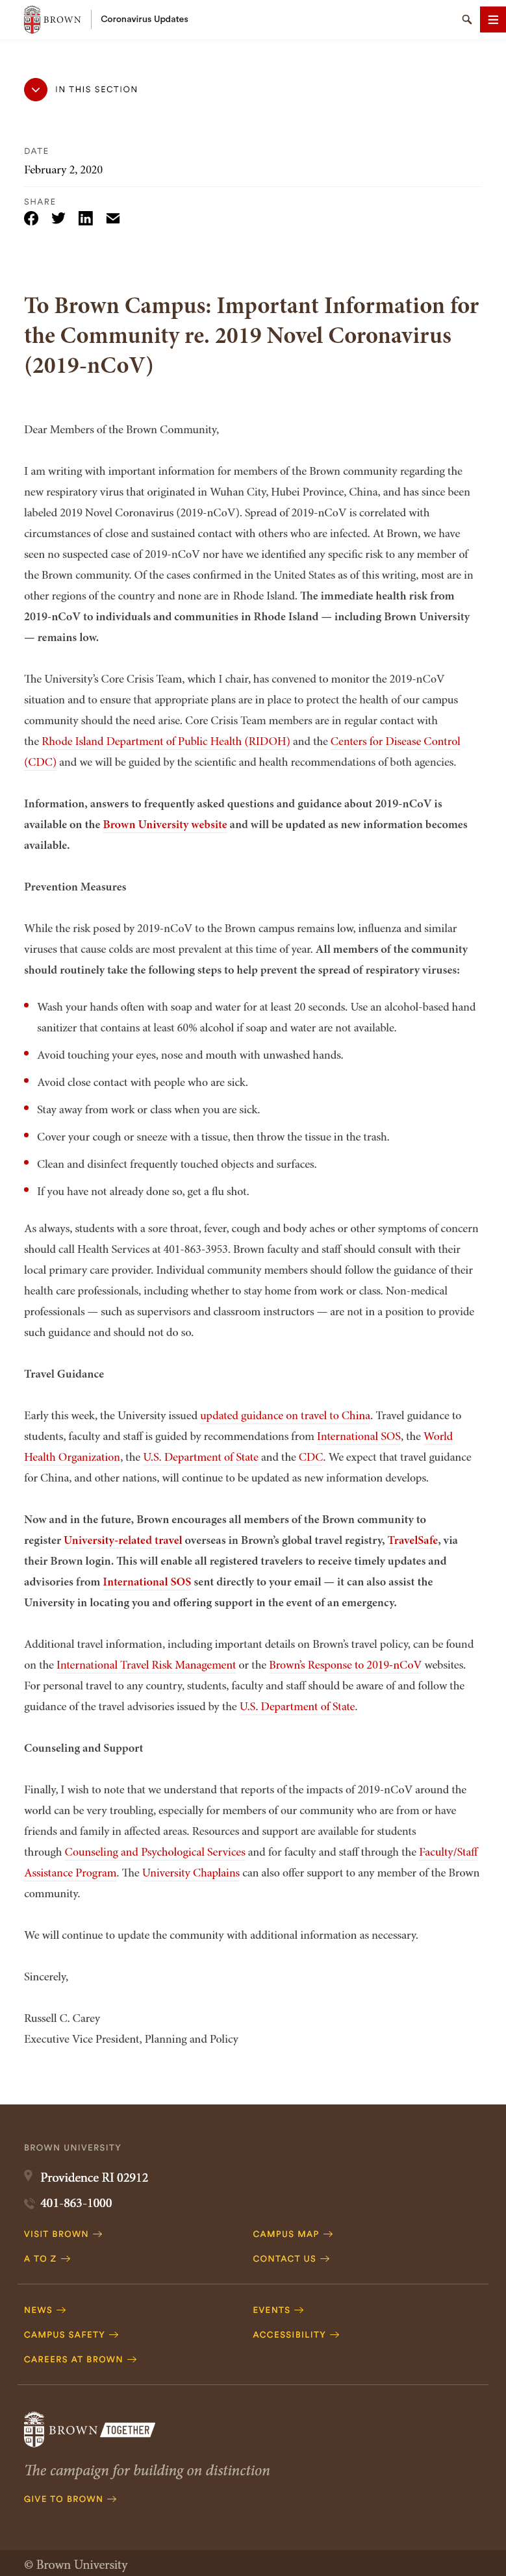 BROWN
Coronavirus Updates
IN THIS SECTION
DATE
February 2, 2020
SHARE
To Brown Campus: Important Information for
the Community re. 2019 Novel Coronavirus
(2019-nCoV)
Dear Members of the Brown Community,
I am writing with important information for members of the Brown community regarding the
new respiratory virus that originated in Wuhan City, Hubei Province, China, and has since been
labeled 2019 Novel Coronavirus (2019-nCoV). Spread of 2019-nCoV is correlated with
circumstances of close and sustained contact with others who are infected. At Brown, we have
seen no suspected case of 2019-nCoV nor have we identified any specific risk to any member of
the Brown community. Of the cases confirmed in the United States as of this writing, most are in
other regions of the country and none are in Rhode Island. The immediate health risk from
2019-nCoV to individuals and communities in Rhode Island — including Brown University
— remains low.
The University's Core Crisis Team, which I chair, has convened to monitor the 2019-nCoV
situation and to ensure that appropriate plans are in place to protect the health of our campus
community should the need arise. Core Crisis Team members are in regular contact with
the Rhode Island Department of Public Health (RIDOH) and the Centers for Disease Control
(CDC) and we will be guided by the scientific and health recommendations of both agencies.
Information, answers to frequently asked questions and guidance about 2019-nCoV is
available on the Brown University website and will be updated as new information becomes
available.
Prevention Measures
While the risk posed by 2019-nCoV to the Brown campus remains low, influenza and similar
viruses that cause colds are most prevalent at this time of year. All members of the community
should routinely take the following steps to help prevent the spread of respiratory viruses:
Wash your hands often with soap and water for at least 20 seconds. Use an alcohol-based hand
sanitizer that contains at least 60% alcohol if soap and water are not available.
Avoid touching your eyes, nose and mouth with unwashed hands.
Avoid close contact with people who are sick.
Stay away from work or class when you are sick.
Cover your cough or sneeze with a tissue, then throw the tissue in the trash.
Clean and disinfect frequently touched objects and surfaces.
If you have not already done so, get a flu shot.
As always, students with a sore throat, fever, cough and body aches or other symptoms of concern
should call Health Services at 401-863-3953. Brown faculty and staff should consult with their
local primary care provider. Individual community members should follow the guidance of their
health care professionals, including whether to stay home from work or class. Non-medical
professionals — such as supervisors and classroom instructors — are not in a position to provide
such guidance and should not do so.
Travel Guidance
Early this week, the University issued updated guidance on travel to China. Travel guidance to
students, faculty and staff is guided by recommendations from International SOS, the World
Health Organization, the U.S. Department of State and the CDC. We expect that travel guidance
for China, and other nations, will continue to be updated as new information develops.
Now and in the future, Brown encourages all members of the Brown community to
register University-related travel overseas in Brown's global travel registry, TravelSafe, via
their Brown login. This will enable all registered travelers to receive timely updates and
advisories from International SOS sent directly to your email — it can also assist the
University in locating you and offering support in the event of an emergency.
Additional travel information, including important details on Brown's travel policy, can be found
on the International Travel Risk Management or the Brown's Response to 2019-nCoV websites.
For personal travel to any country, students, faculty and staff should be aware of and follow the
guidance of the travel advisories issued by the U.S. Department of State.
Counseling and Support
Finally, I wish to note that we understand that reports of the impacts of 2019-nCoV around the
world can be very troubling, especially for members of our community who are from or have
friends and family in affected areas. Resources and support are available for students
through Counseling and Psychological Services and for faculty and staff through the Faculty/Staff
Assistance Program. The University Chaplains can also offer support to any member of the Brown
community.
We will continue to update the community with additional information as necessary.
Sincerely,
Russell C. Carey
Executive Vice President, Planning and Policy
BROWN UNIVERSITY
Providence RI 02912
401-863-1000
VISIT BROWN
CAMPUS MAP
A TO Z
CONTACT US
NEWS
EVENTS
CAMPUS SAFETY
ACCESSIBILITY
CAREERS AT BROWN
BROWN TOGETHER
The campaign for building on distinction
GIVE TO BROWN
© Brown University